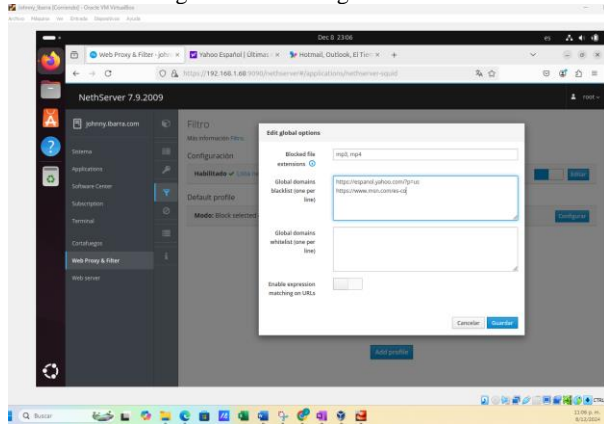 Johnny_Ibarra [Corriendo] - Oracle VM VirtualBox
Archivo Máquina Ver Entrada Dispositivos Ayuda
Dec 8 23:06
es
Web Proxy & Filter - john
Yahoo Español | Últimas
Hotmail, Outlook, El Tiem
https://192.168.1.68:9090/nethserver#/applications/nethserver-squid
NethServer 7.9.2009
root
johnny.ibarra.com
Sistema
Applications
Software Center
Subscription
Terminal
Cortafuegos
Web Proxy & Filter
Web server
Filtro
Más información Filtro
Configuración
Habilitado
Editar
Default profile
Modo: Block selected
Configurar
Add profile
Edit global options
Blocked file extensions
mp3, mp4
Global domains blacklist (one per line)
https://espanol.yahoo.com/?p=us
https://www.msn.com/es-co
Global domains whitelist (one per line)
Enable expression matching on URLs
Cancelar
Guardar
Buscar
11:06 p. m.
8/12/2024